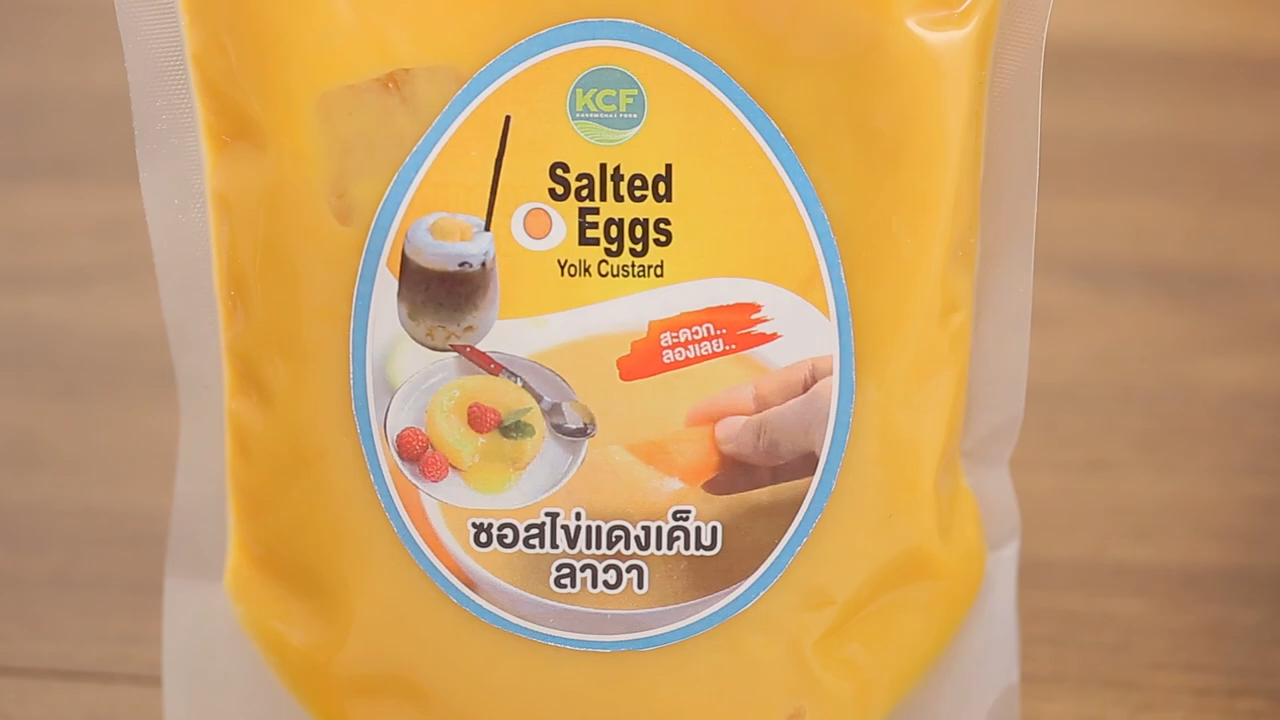 KCF
KASEMCHAI FOOD
Salted
Eggs
Yolk Custard
สะดวก..
ลองเลย..
ซอสไข่แดงเค็ม
ลาวา